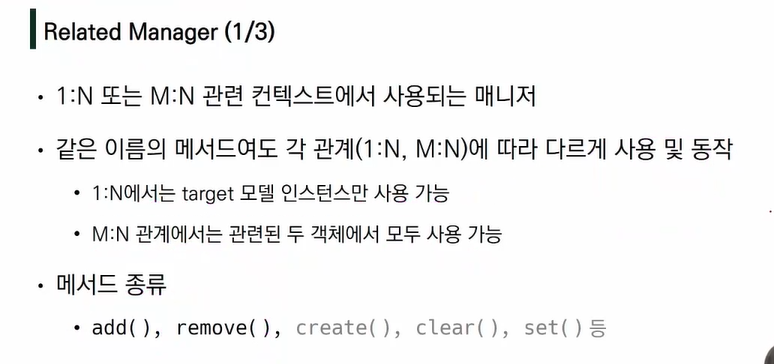 Related Manager (1/3)
• 1:N 또는 M:N 관련 컨텍스트에서 사용되는 매니저
• 같은 이름의 메서드여도 각 관계(1:N, M:N)에 따라 다르게 사용 및 동작
• 1:N에서는 target 모델 인스턴스만 사용 가능
• M:N 관계에서는 관련된 두 객체에서 모두 사용 가능
• 메서드 종류
• add(), remove(), create(), clear(), set() 등